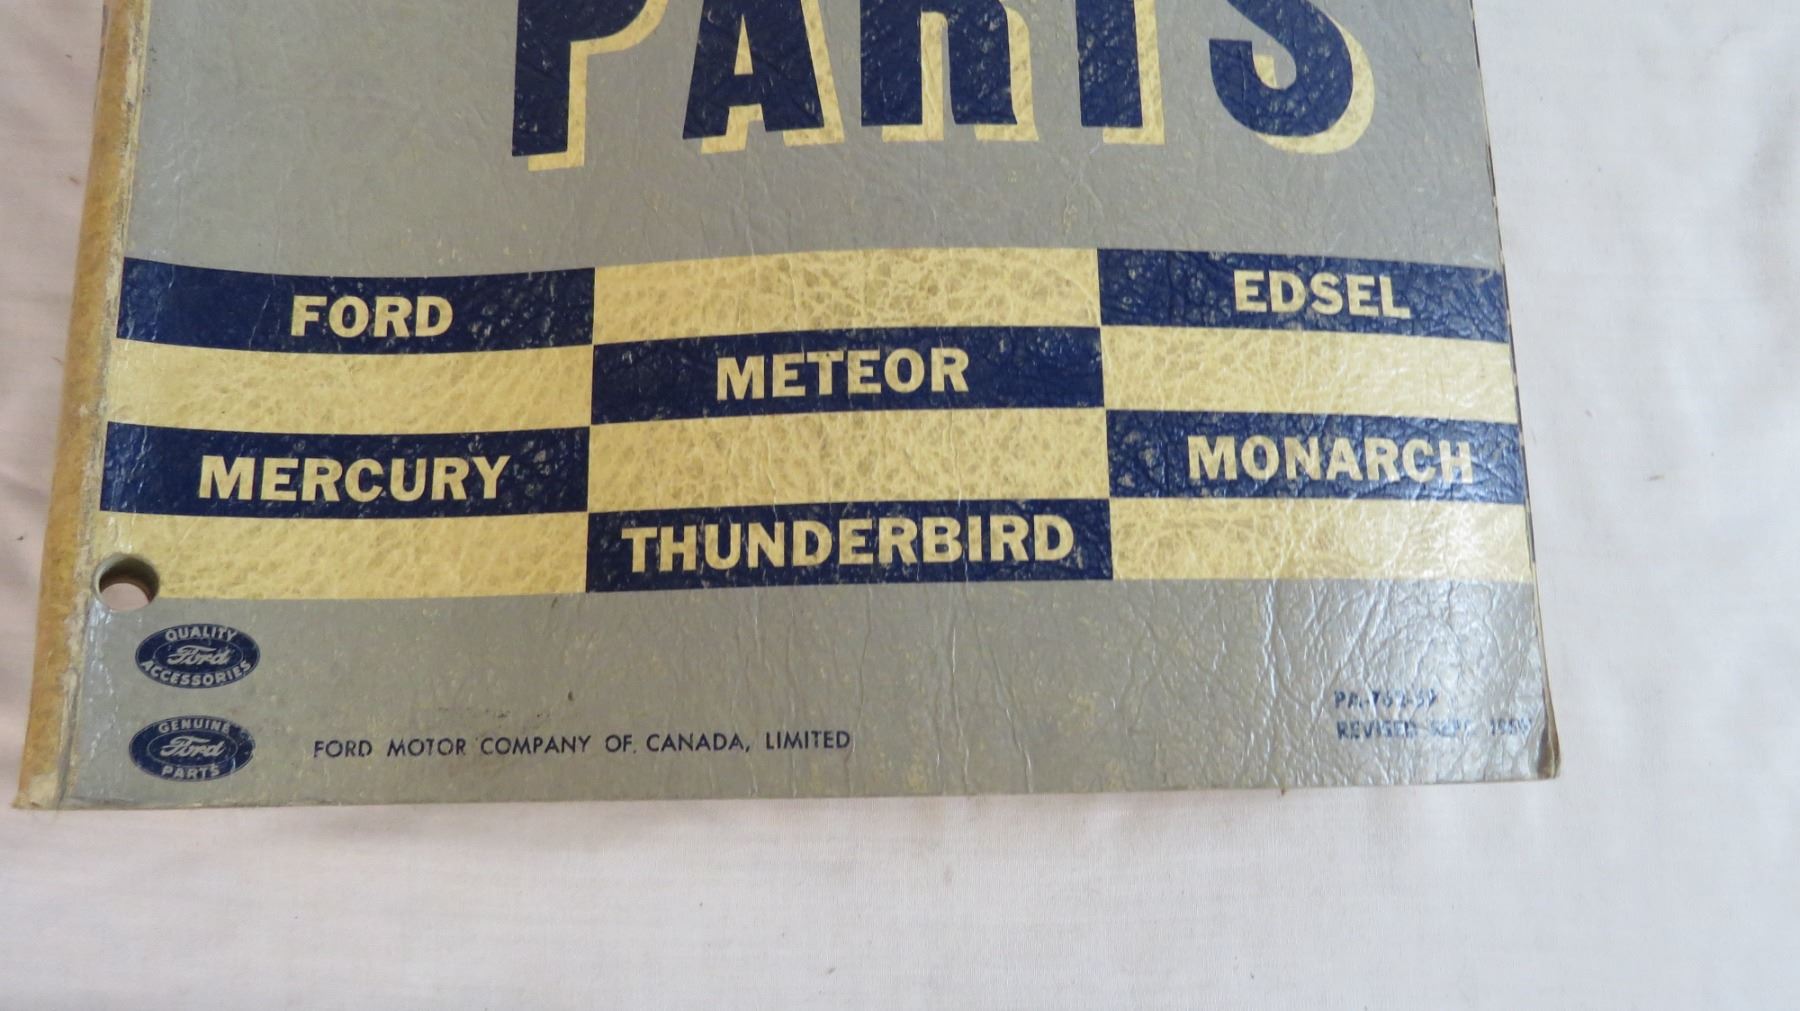 PARTS
FORD
EDSEL
METEOR
MERCURY
MONARCH
THUNDERBIRD
QUALITY
Ford
ACCESSORIES
GENUINE
Ford
PARTS
FORD MOTOR COMPANY OF CANADA, LIMITED
REVISED